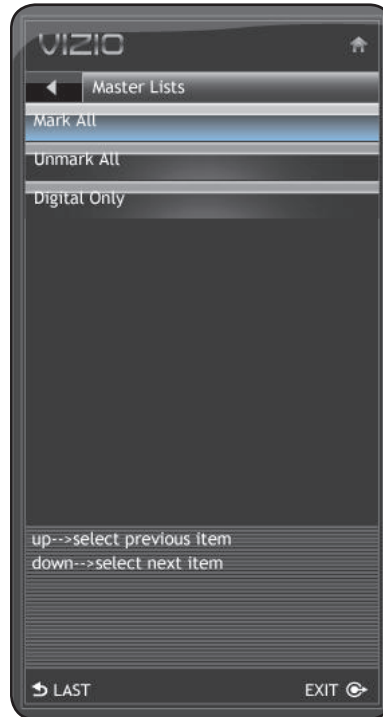 VIZIO
Master Lists
Mark All
Unmark All
Digital Only
up-->select previous item
down-->select next item
LAST EXIT